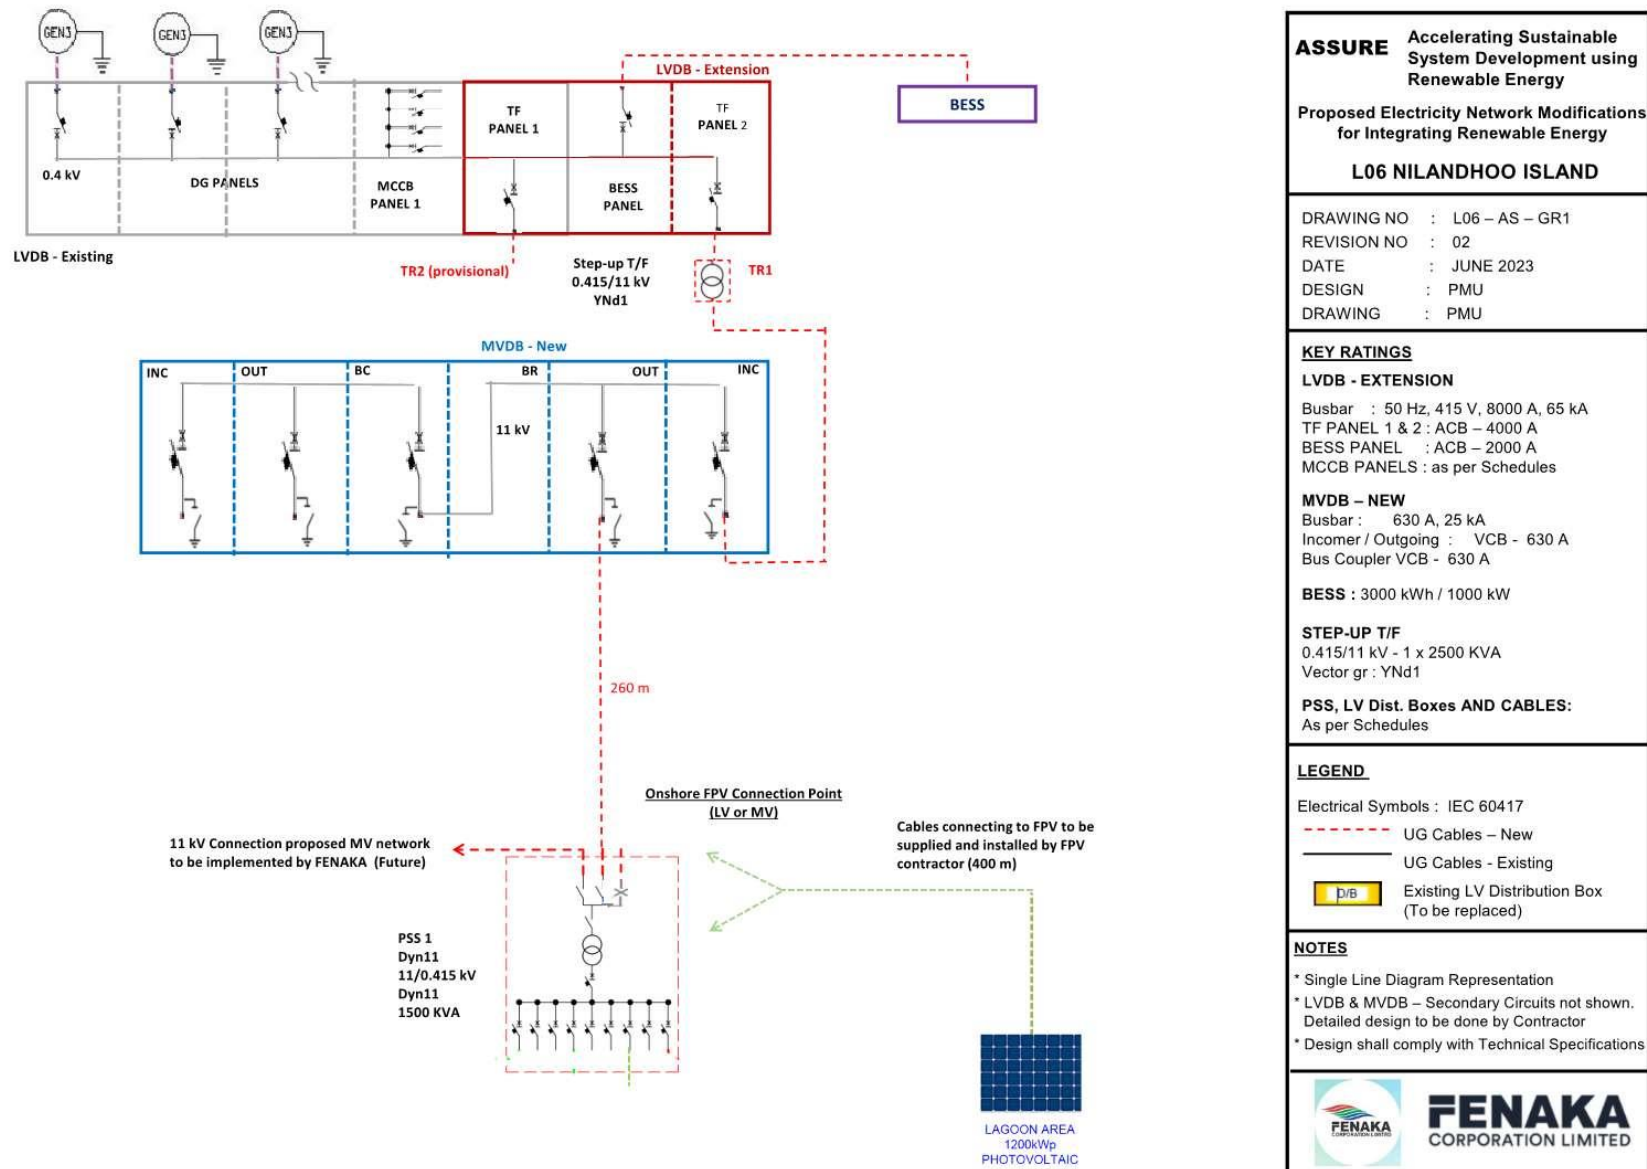 GEN3
GEN3
GEN3
LVDB - Extension
BESS
TF
PANEL 1
TF
PANEL 2
0.4 kV
DG PANELS
MCCB
PANEL 1
BESS
PANEL
LVDB - Existing
TR2 (provisional)
Step-up T/F
0.415/11 kV
YNd1
TR1
MVDB - New
INC
OUT
BC
BR
OUT
INC
11 kV
260 m
Onshore FPV Connection Point
(LV or MV)
11 kV Connection proposed MV network
to be implemented by FENAKA (Future)
Cables connecting to FPV to be
supplied and installed by FPV
contractor (400 m)
PSS 1
Dyn11
11/0.415 kV
Dyn11
1500 KVA
LAGOON AREA
1200kWp
PHOTOVOLTAIC
ASSURE
Accelerating Sustainable
System Development using
Renewable Energy
Proposed Electricity Network Modifications
for Integrating Renewable Energy
L06 NILANDHOO ISLAND
DRAWING NO : L06 – AS – GR1
REVISION NO : 02
DATE : JUNE 2023
DESIGN : PMU
DRAWING : PMU
KEY RATINGS
LVDB - EXTENSION
Busbar : 50 Hz, 415 V, 8000 A, 65 kA
TF PANEL 1 & 2 : ACB – 4000 A
BESS PANEL : ACB – 2000 A
MCCB PANELS : as per Schedules
MVDB – NEW
Busbar : 630 A, 25 kA
Incomer / Outgoing : VCB - 630 A
Bus Coupler VCB - 630 A
BESS : 3000 kWh / 1000 kW
STEP-UP T/F
0.415/11 kV - 1 x 2500 KVA
Vector gr : YNd1
PSS, LV Dist. Boxes AND CABLES:
As per Schedules
LEGEND
Electrical Symbols : IEC 60417
UG Cables – New
UG Cables - Existing
D/B
Existing LV Distribution Box
(To be replaced)
NOTES
* Single Line Diagram Representation
* LVDB & MVDB – Secondary Circuits not shown.
Detailed design to be done by Contractor
* Design shall comply with Technical Specifications
FENAKA
CORPORATION LIMITED
FENAKA
CORPORATION LIMITED